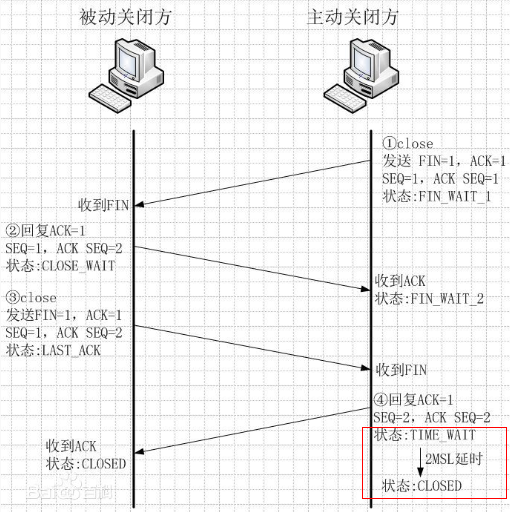 被动关闭方
主动关闭方
①close
发送 FIN=1, ACK=1
SEQ=1, ACK SEQ=1
状态:FIN_WAIT_1
收到FIN
②回复ACK=1
SEQ=1, ACK SEQ=2
状态:CLOSE_WAIT
收到ACK
状态:FIN_WAIT_2
③close
发送FIN=1, ACK=1
SEQ=1, ACK SEQ=2
状态:LAST_ACK
收到FIN
④回复ACK=1
SEQ=2, ACK SEQ=2
状态:TIME_WAIT
2MSL延时
状态:CLOSED
收到ACK
状态:CLOSED
Baidu百科